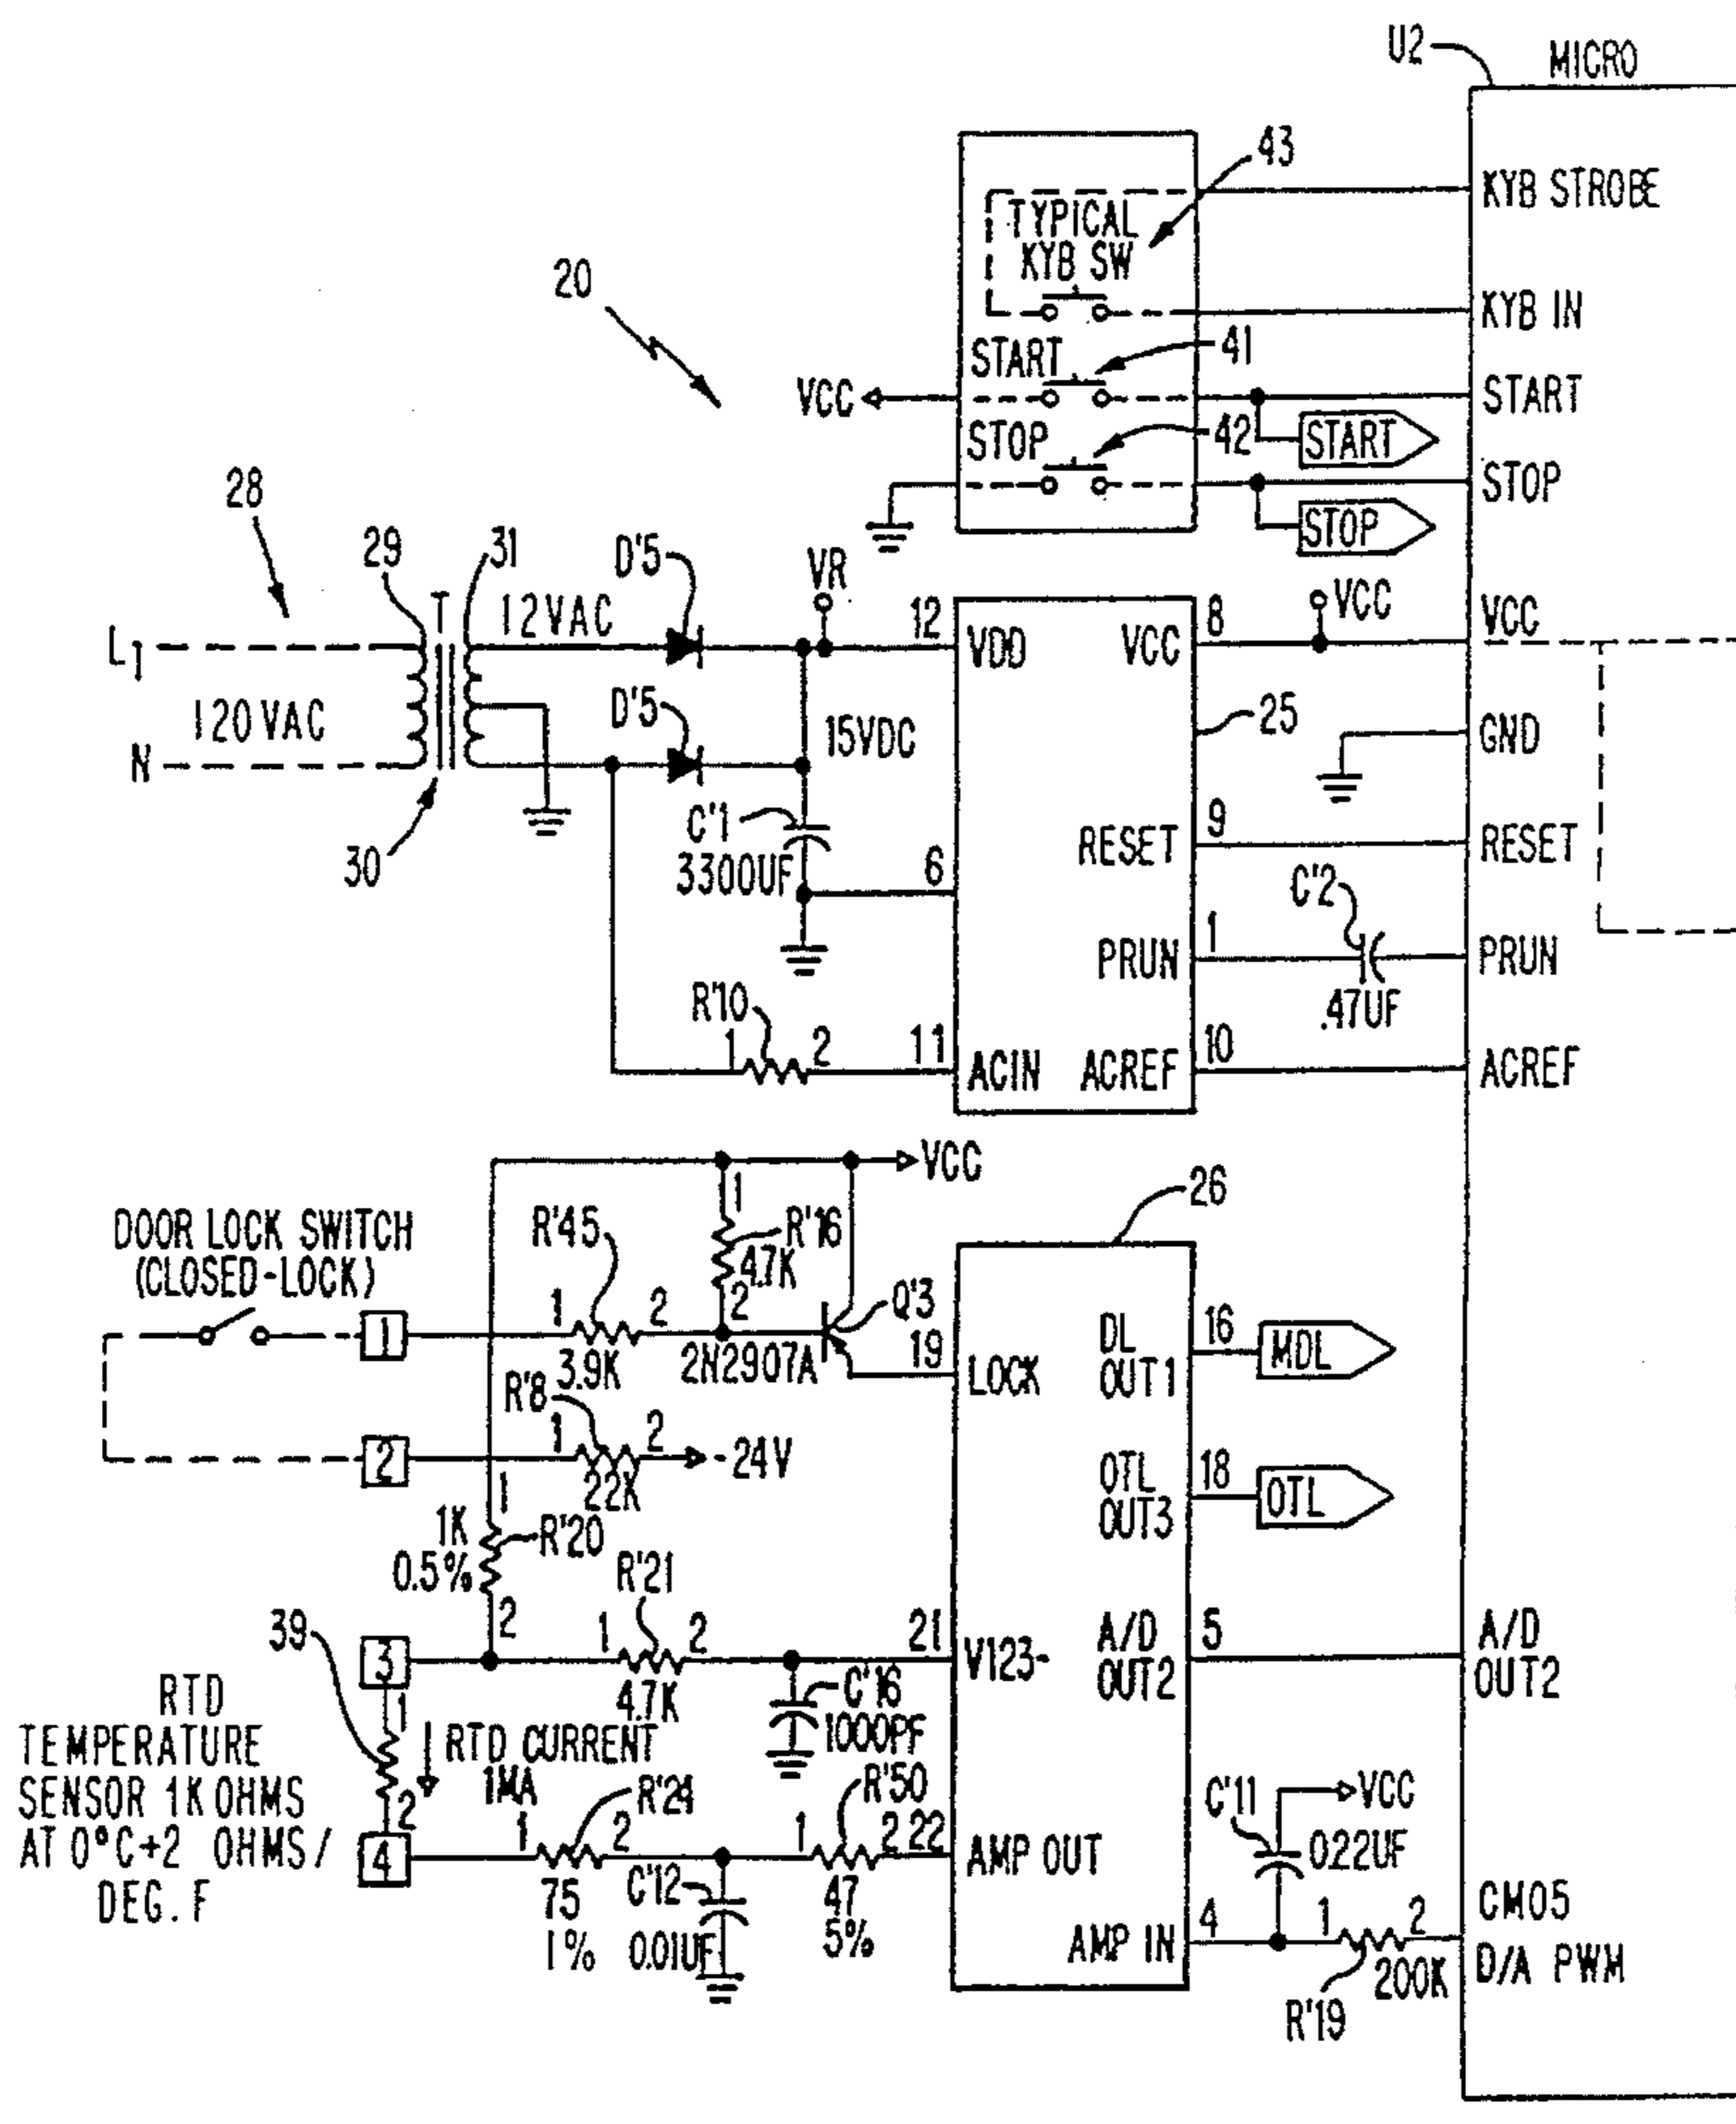 U2
MICRO
43
KYB STROBE
TYPICAL
KYB SW
20
KYB IN
START
41
VCC
START
START
STOP
42
STOP
STOP
28
29
31
D'5
VR
T
12VAC
12
8
VCC
VCC
L1
VDD
VCC
120VAC
D'5
15VDC
25
N
GND
C'1
9
30
3300UF
6
RESET
RESET
C'2
1
PRUN
PRUN
R'10
.47UF
1
2
11
10
ACIN
ACREF
ACREF
VCC
26
DOOR LOCK SWITCH
(CLOSED-LOCK)
R'45
1
R'16
4.7K
Q'3
1
2
2
19
DL
OUT1
16
MDL
1
3.9K
2N2907A
LOCK
R'8
1
2
-24V
2
22K
OTL
OUT3
18
OTL
1
1K
0.5%
R'20
R'21
39
2
1
2
21
A/D
OUT2
5
A/D
OUT2
3
V123-
4.7K
C'16
1000PF
RTD
TEMPERATURE
SENSOR 1K OHMS
AT 0°C+2 OHMS/
DEG. F
1
RTD CURRENT
1MA
R'24
R'50
C'11
VCC
2
1
2
1
2
22
022UF
4
AMP OUT
75
1%
C'12
0.01UF
47
5%
CM05
D/A PWM
AMP IN
4
1
2
200K
R'19